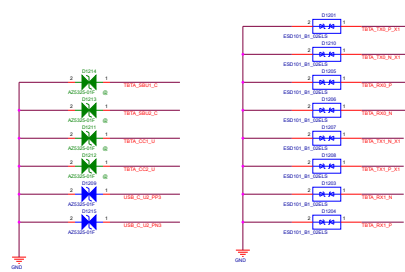 D1214
2 1
TBTA_SBU1_C
AZ5325-01F @
D1213
2 1
TBTA_SBU2_C
AZ5325-01F @
D1211
2 1
TBTA_CC1_U
AZ5325-01F @
D1212
2 1
TBTA_CC2_U
AZ5325-01F @
D1209
2 1
USB_C_U2_PP3
AZ5325-01F
D1215
2 1
USB_C_U2_PN3
AZ5325-01F
GND
D1201
2 1
TBTA_TX0_P_X1
ESD101_B1_02ELS
D1210
2 1
TBTA_TX0_N_X1
ESD101_B1_02ELS
D1205
2 1
TBTA_RX0_P
ESD101_B1_02ELS
D1206
2 1
TBTA_RX0_N
ESD101_B1_02ELS
D1207
2 1
TBTA_TX1_N_X1
ESD101_B1_02ELS
D1208
2 1
TBTA_TX1_P_X1
ESD101_B1_02ELS
D1203
2 1
TBTA_RX1_N
ESD101_B1_02ELS
D1204
2 1
TBTA_RX1_P
ESD101_B1_02ELS
GND